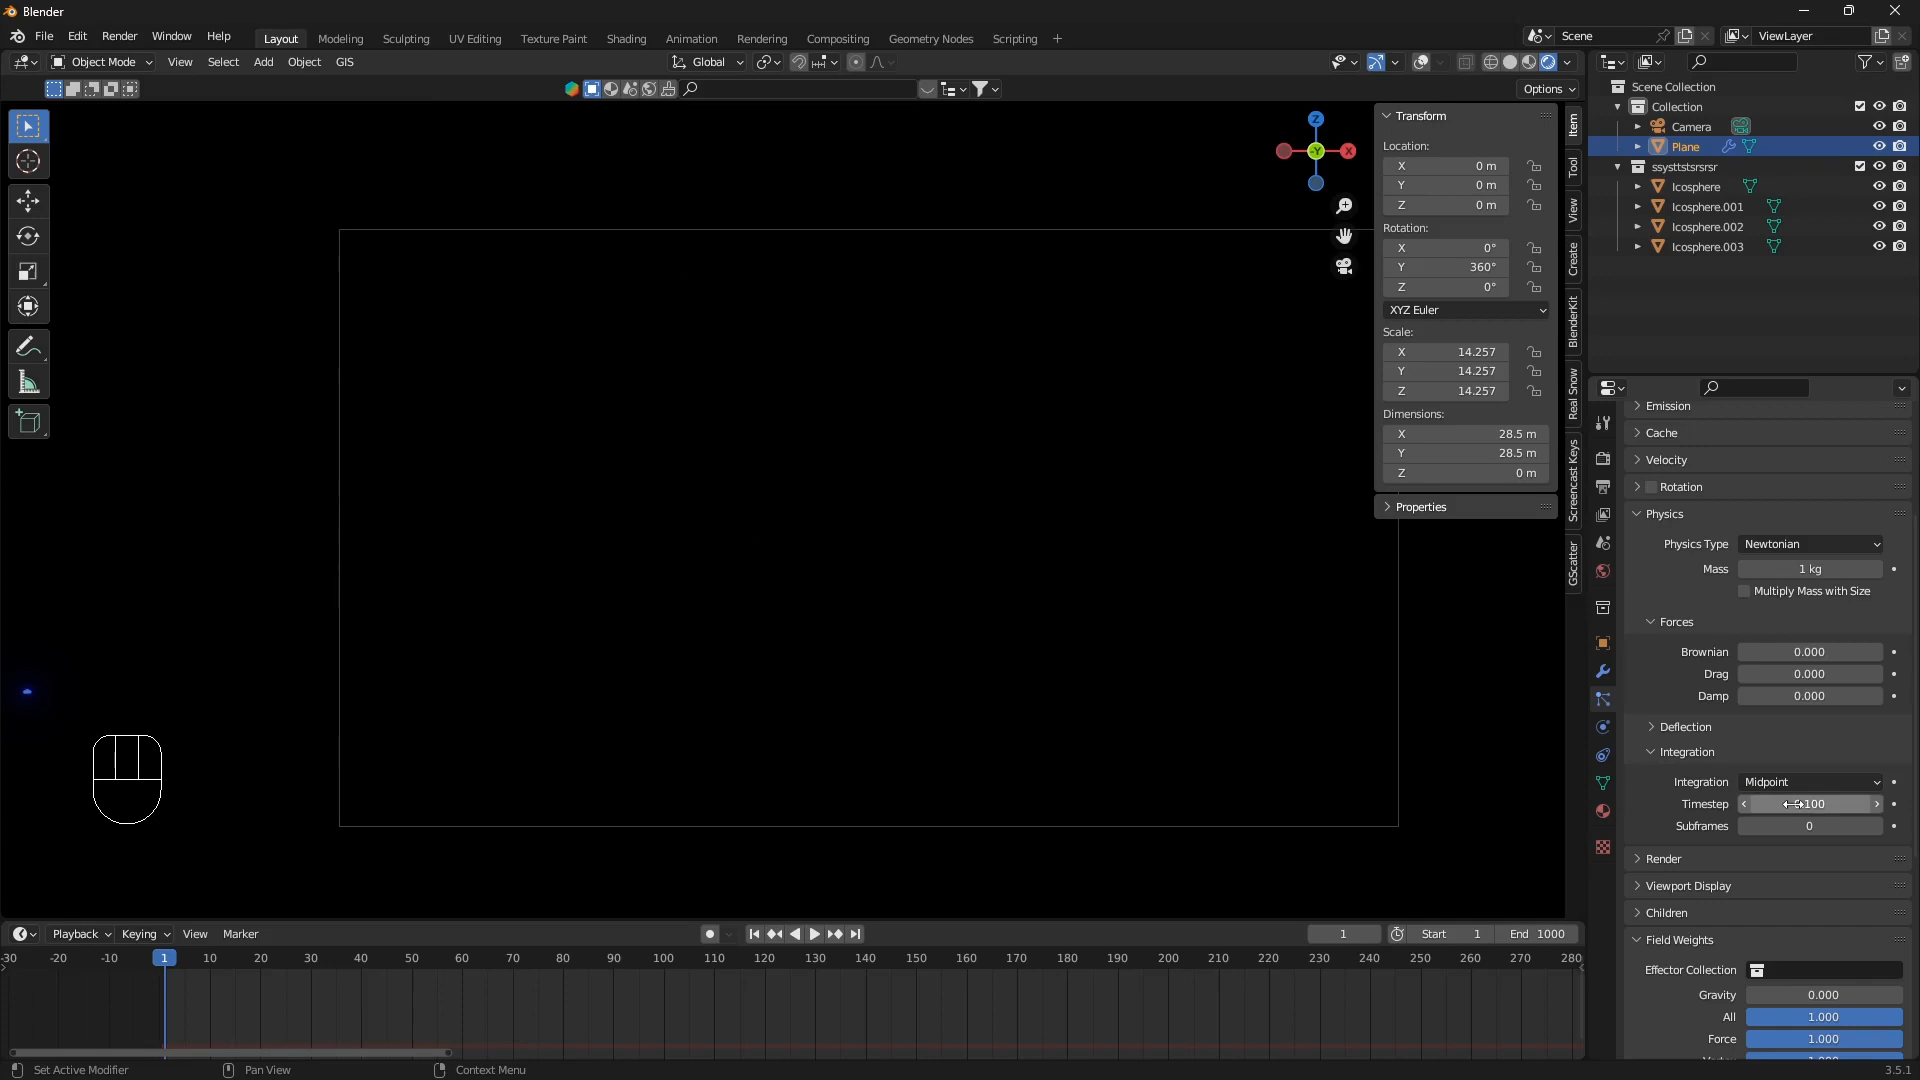 Blender
File Edit Render Window Help
Layout Modeling Sculpting UV Editing Texture Paint Shading Animation Rendering Compositing Geometry Nodes Scripting +
Scene
ViewLayer
Object Mode View Select Add Object GIS
Global
Options
Scene Collection
Collection
Camera
Plane
ssysttstsrsrsr
Icosphere
Icosphere.001
Icosphere.002
Icosphere.003
Z
X
-Y
Transform
Location:
X 0 m
Y 0 m
Z 0 m
Rotation:
X 0°
Y 360°
Z 0°
XYZ Euler
Scale:
X 14.257
Y 14.257
Z 14.257
Dimensions:
X 28.5 m
Y 28.5 m
Z 0 m
Properties
Item
Tool
View
Create
BlenderKit
Real Snow
Screencast Keys
GScatter
Emission
Cache
Velocity
Rotation
Physics
Physics Type Newtonian
Mass 1 kg
Multiply Mass with Size
Forces
Brownian 0.000
Drag 0.000
Damp 0.000
Deflection
Integration
Integration Midpoint
Timestep
Subframes 0
Render
Viewport Display
Children
Field Weights
Effector Collection
Gravity 0.000
All 1.000
Force 1.000
Playback Keying View Marker
1 Start 1 End 1000
-30 -20 -10 1 10 20 30 40 50 60 70 80 90 100 110 120 130 140 150 160 170 180 190 200 210 220 230 240 250 260 270 280
Set Active Modifier Pan View Context Menu
3.5.1